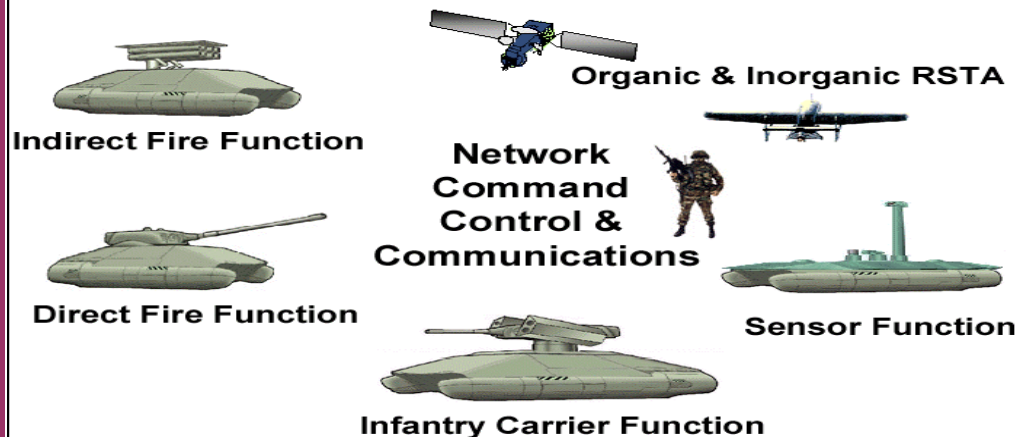 Organic & Inorganic RSTA
Indirect Fire Function
Network
Command
Control &
Communications
Direct Fire Function
Sensor Function
Infantry Carrier Function